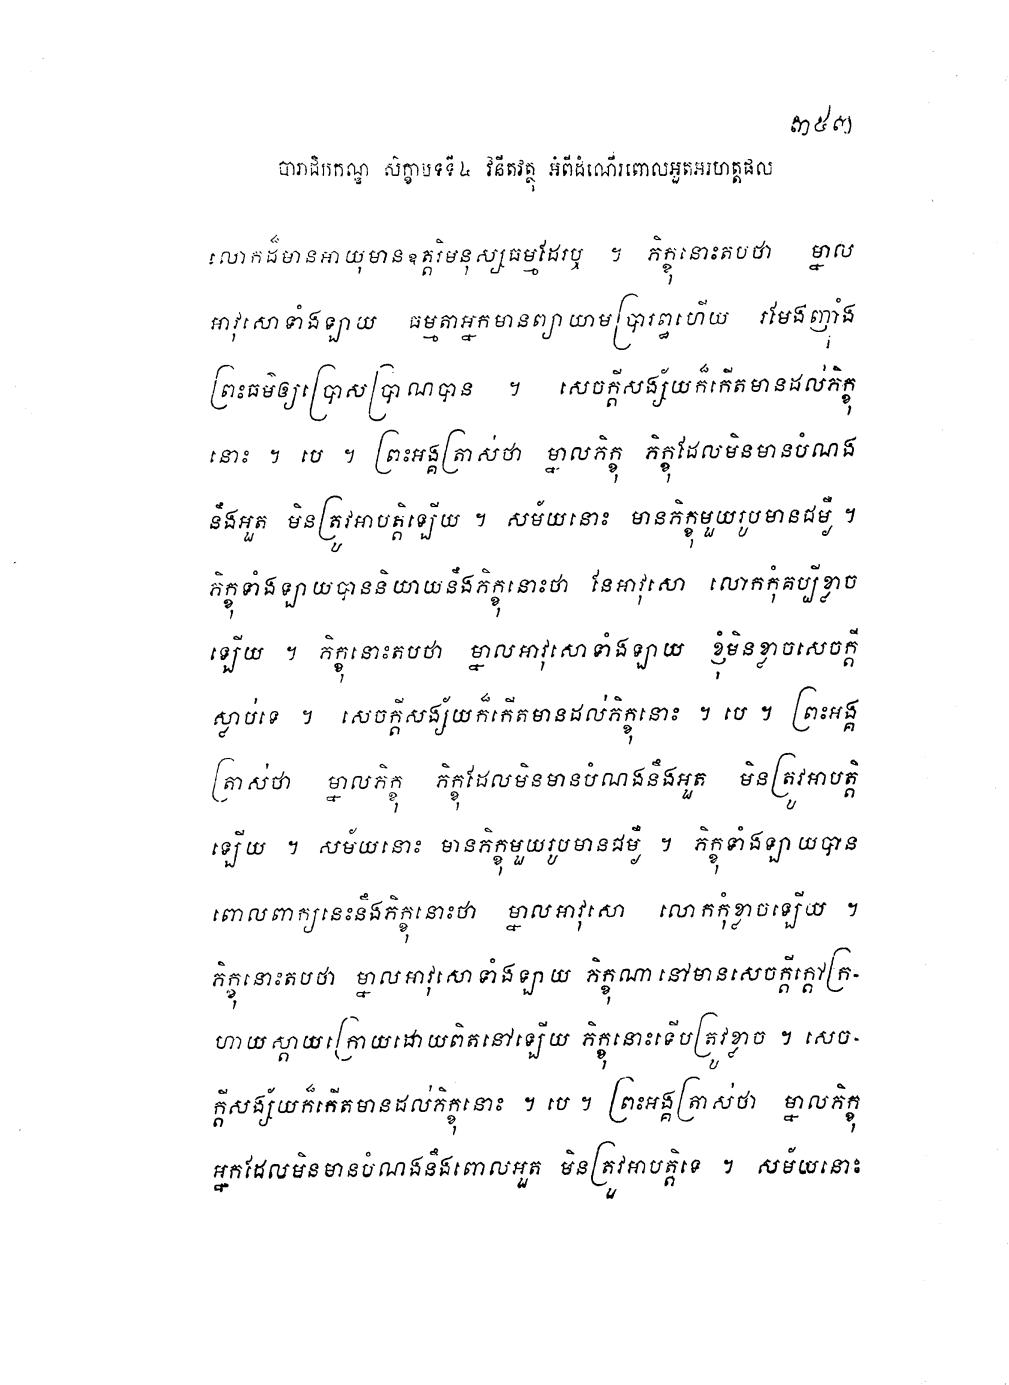 ៣៥៣
បារាជិកកណ្ឌ សិក្ខាបទទី៤ វិនីតវត្ថុ អំពីដំណើរពោលអួតអរហត្តផល
លោកដ៏មានអាយុមានឧត្តរិមនុស្សធម្មដែរឬ ។ ភិក្ខុនោះតបថា ម្នាល
អាវុសោទាំងឡាយ ធម្មតាអ្នកមានព្យាយាមប្រារព្ធហើយ រមែងញុំាង
ព្រះធម៌ឲ្យប្រោសប្រាណបាន ។ សេចក្តីសង្ស័យក៏កើតមានដល់ភិក្ខុ
នោះ ។ បេ ។ ព្រះអង្គត្រាស់ថា ម្នាលភិក្ខុ ភិក្ខុដែលមិនមានបំណង
នឹងអួត មិនត្រូវអាបត្តិឡើយ ។ សម័យនោះ មានភិក្ខុមួយរូបមានជម្ងឺ ។
ភិក្ខុទាំងឡាយបាននិយាយនឹងភិក្ខុនោះថា នែអាវុសោ លោកកុំគប្បីខ្លាច
ឡើយ ។ ភិក្ខុនោះតបថា ម្នាលអាវុសោទាំងឡាយ ខ្ញុំមិនខ្លាចសេចក្តី
ស្លាប់ទេ ។ សេចក្តីសង្ស័យក៏កើតមានដល់ភិក្ខុនោះ ។ បេ ។ ព្រះអង្គ
ត្រាស់ថា ម្នាលភិក្ខុ ភិក្ខុដែលមិនមានបំណងនឹងអួត មិនត្រូវអាបត្តិ
ឡើយ ។ សម័យនោះ មានភិក្ខុមួយរូបមានជម្ងឺ ។ ភិក្ខុទាំងឡាយបាន
ពោលពាក្យនេះនឹងភិក្ខុនោះថា ម្នាលអាវុសោ លោកកុំខ្លាចឡើយ ។
ភិក្ខុនោះតបថា ម្នាលអាវុសោទាំងឡាយ ភិក្ខុណានៅមានសេចក្តីក្តៅក្រ-
ហាយស្តាយក្រោយដោយពិតនៅឡើយ ភិក្ខុនោះទើបត្រូវខ្លាច ។ សេច-
ក្តីសង្ស័យក៏កើតមានដល់ភិក្ខុនោះ ។ បេ ។ ព្រះអង្គត្រាស់ថា ម្នាលភិក្ខុ
អ្នកដែលមិនមានបំណងនឹងពោលអួត មិនត្រូវអាបត្តិទេ ។ សម័យនោះ